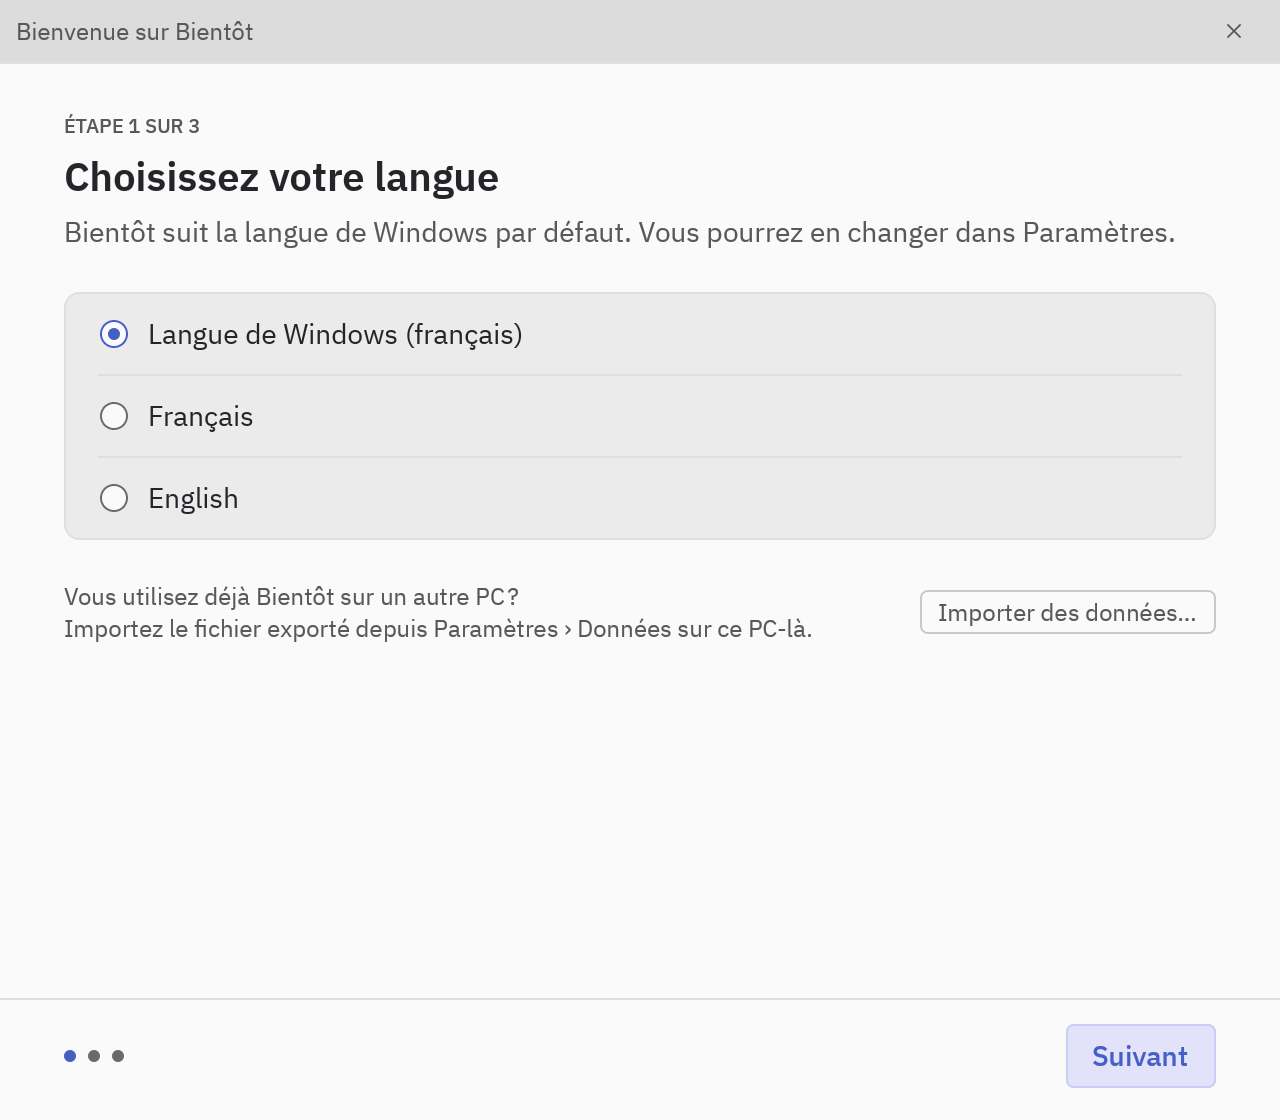 Bienvenue sur Bientôt
ÉTAPE 1 SUR 3
Choisissez votre langue
Bientôt suit la langue de Windows par défaut. Vous pourrez en changer dans Paramètres.
Langue de Windows (français)
Français
English
Vous utilisez déjà Bientôt sur un autre PC ?
Importez le fichier exporté depuis Paramètres › Données sur ce PC-là.
Importer des données…
Suivant